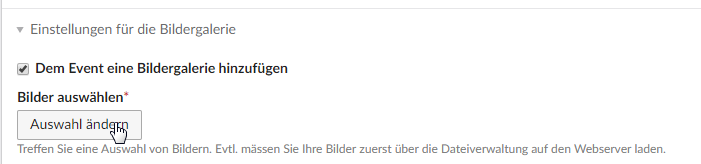 Einstellungen für die Bildergalerie
Dem Event eine Bildergalerie hinzufügen
Bilder auswählen*
Auswahl ändern
Treffen Sie eine Auswahl von Bildern. Evtl. mässen Sie Ihre Bilder zuerst über die Dateiverwaltung auf den Webserver laden.